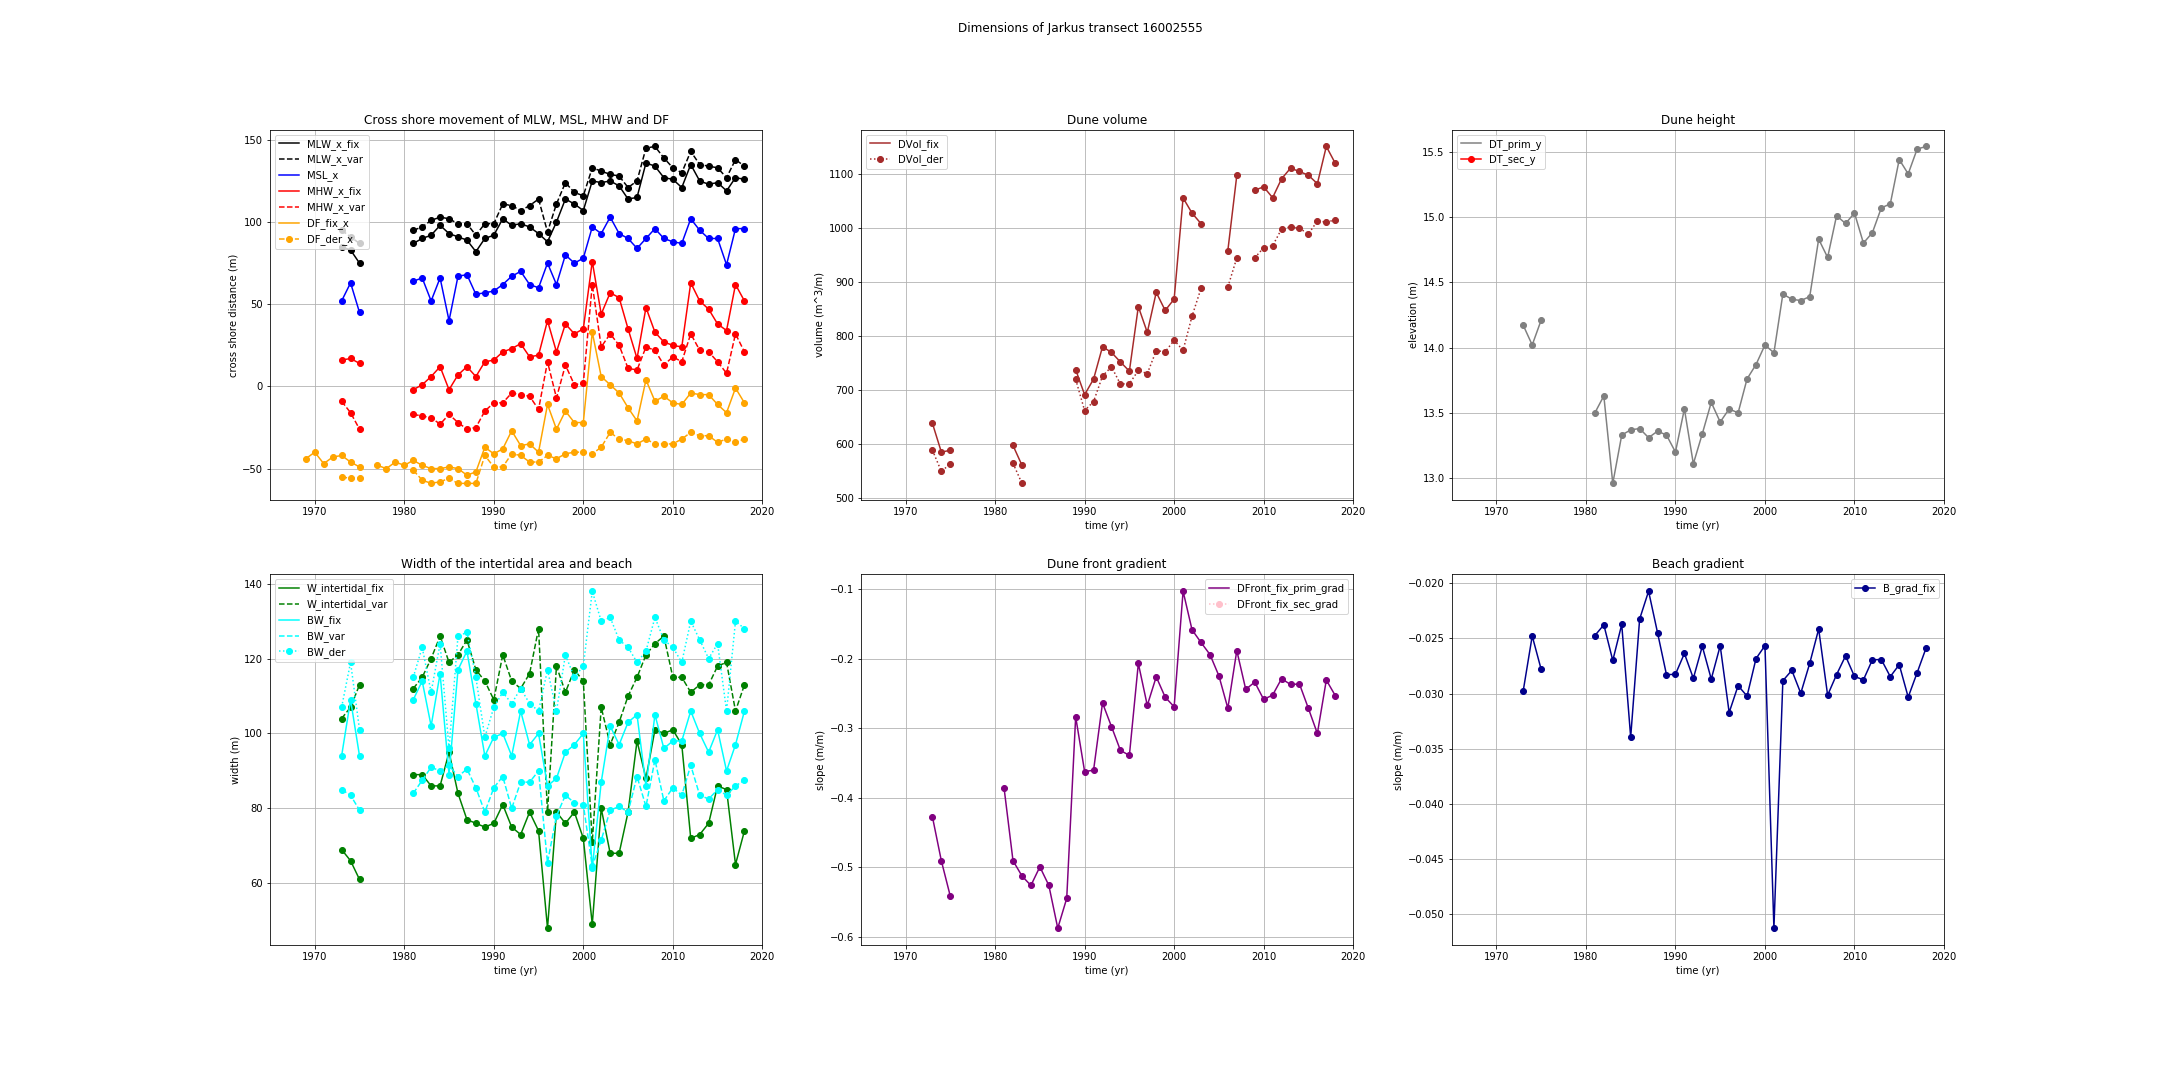 Dimensions of Jarkus transect 16002555
Cross shore movement of MLW, MSL, MHW and DF
MLW_x_fix
MLW_x_var
MSL_x
MHW_x_fix
MHW_x_var
DF_fix_x
DF_der_x
cross shore distance (m)
150
100
50
0
−50
1970 1980 1990 2000 2010 2020
time (yr)
Dune volume
DVol_fix
DVol_der
volume (m^3/m)
1100
1000
900
800
700
600
500
1970 1980 1990 2000 2010 2020
time (yr)
Dune height
DT_prim_y
DT_sec_y
elevation (m)
15.5
15.0
14.5
14.0
13.5
13.0
1970 1980 1990 2000 2010 2020
time (yr)
Width of the intertidal area and beach
W_intertidal_fix
W_intertidal_var
BW_fix
BW_var
BW_der
width (m)
140
120
100
80
60
1970 1980 1990 2000 2010 2020
time (yr)
Dune front gradient
DFront_fix_prim_grad
DFront_fix_sec_grad
slope (m/m)
−0.1
−0.2
−0.3
−0.4
−0.5
−0.6
1970 1980 1990 2000 2010 2020
time (yr)
Beach gradient
B_grad_fix
slope (m/m)
−0.020
−0.025
−0.030
−0.035
−0.040
−0.045
−0.050
1970 1980 1990 2000 2010 2020
time (yr)